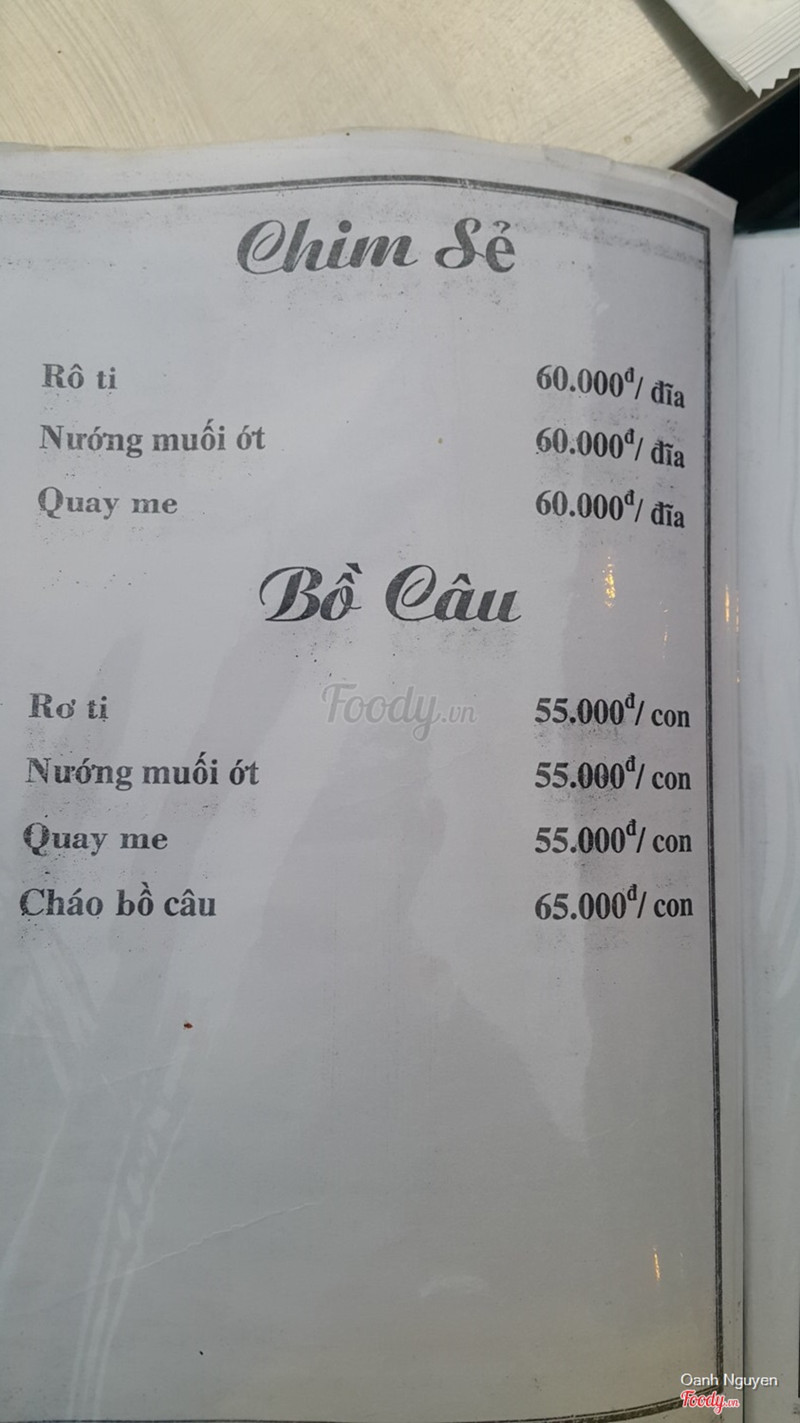 Chim Sẻ
Rô ti 60.000đ/ đĩa
Nướng muối ớt 60.000đ/ đĩa
Quay me 60.000đ/ đĩa
Bồ Câu
Rơ ti 55.000đ/ con
Foody.vn
Nướng muối ớt 55.000đ/ con
Quay me 55.000đ/ con
Cháo bồ câu 65.000đ/ con
Oanh Nguyen
Foody.vn